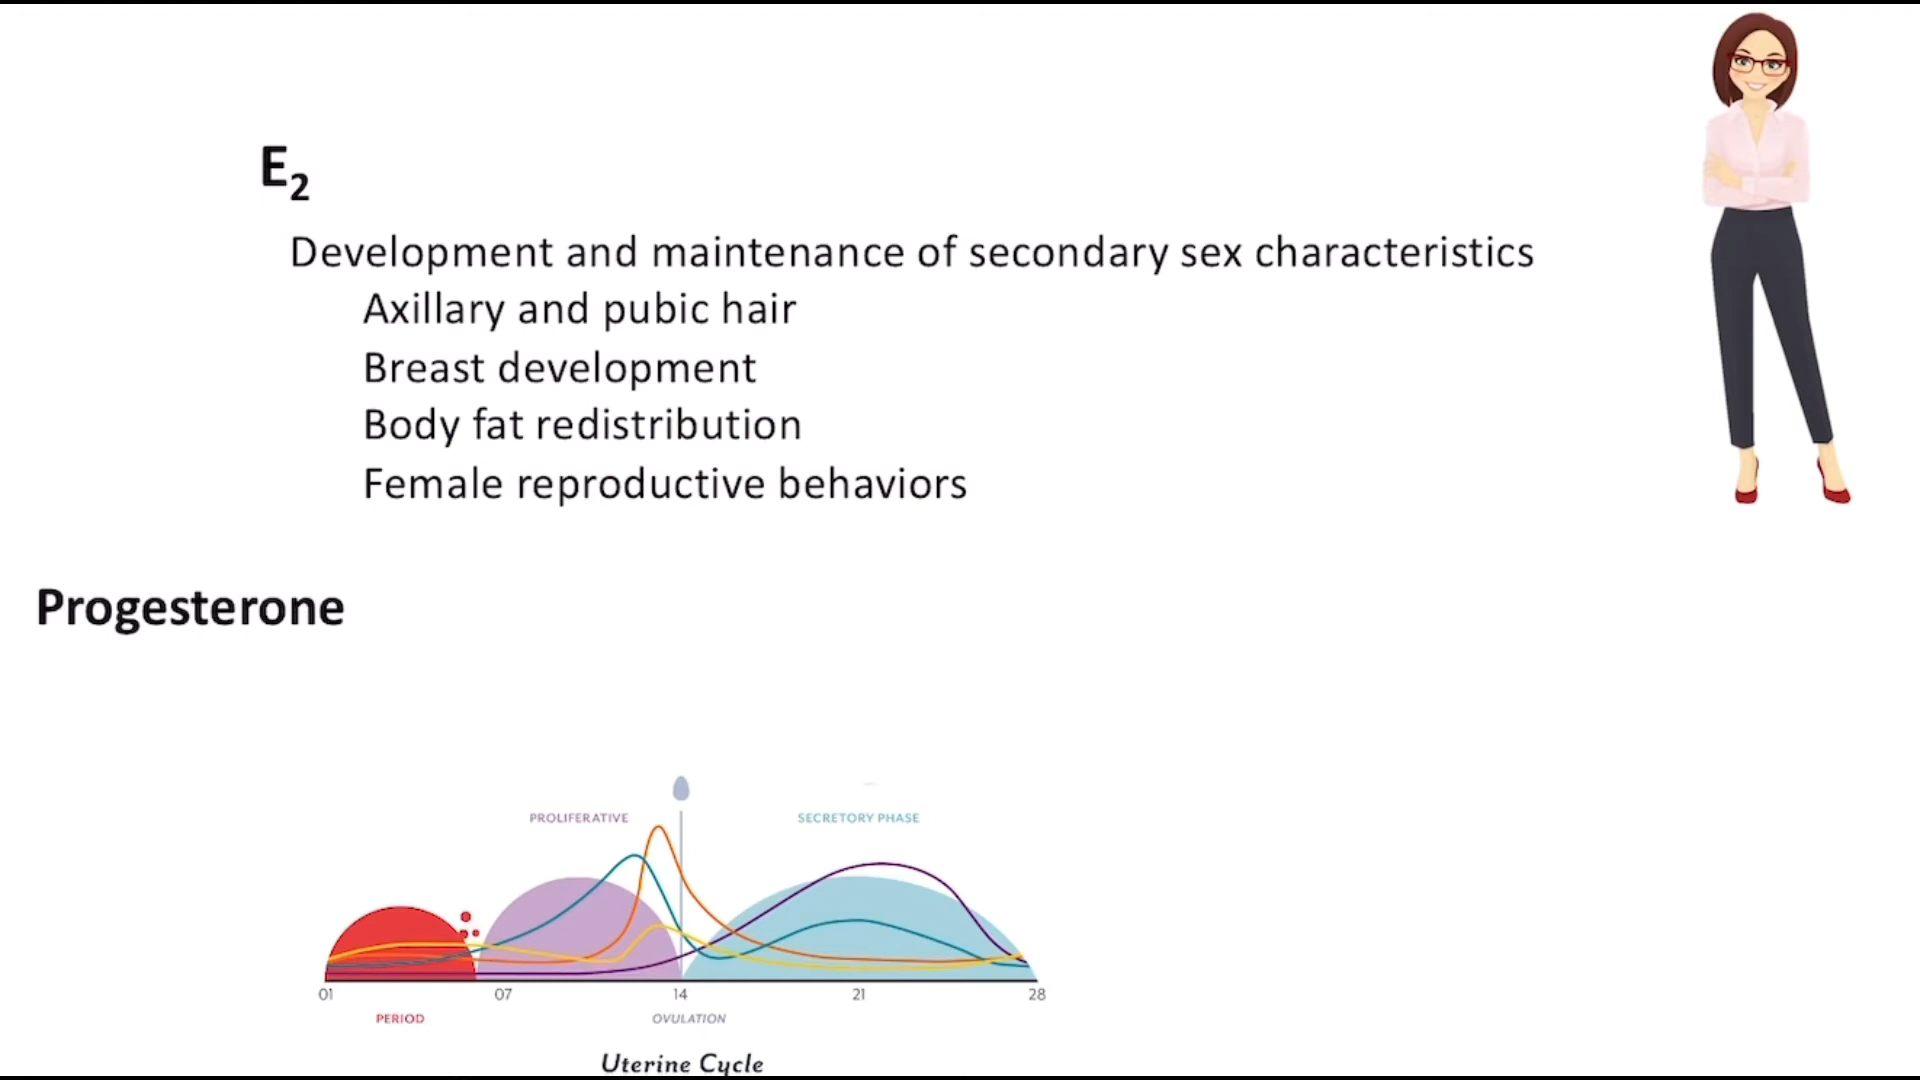 E₂
Development and maintenance of secondary sex characteristics
Axillary and pubic hair
Breast development
Body fat redistribution
Female reproductive behaviors
Progesterone
PROLIFERATIVE SECRETORY PHASE
01 07 14 21 28
PERIOD OVULATION
Uterine Cycle